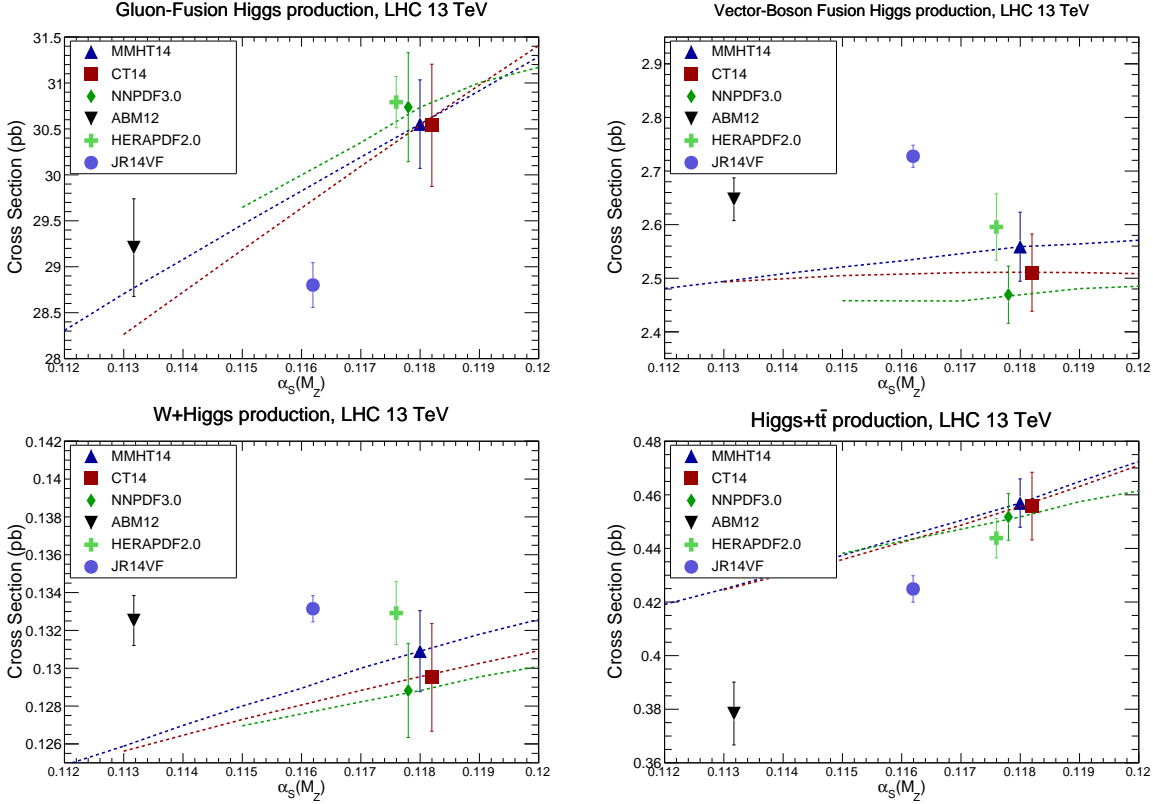 Gluon-Fusion Higgs production, LHC 13 TeV
Cross Section (pb)
31.5
31
30.5
30
29.5
29
28.5
28
MMHT14
CT14
NNPDF3.0
ABM12
HERAPDF2.0
JR14VF
0.112 0.113 0.114 0.115 0.116 0.117 0.118 0.119 0.12
α_S(M_Z)
Vector-Boson Fusion Higgs production, LHC 13 TeV
Cross Section (pb)
2.9
2.8
2.7
2.6
2.5
2.4
MMHT14
CT14
NNPDF3.0
ABM12
HERAPDF2.0
JR14VF
0.112 0.113 0.114 0.115 0.116 0.117 0.118 0.119 0.12
α_S(M_Z)
W+Higgs production, LHC 13 TeV
Cross Section (pb)
0.142
0.14
0.138
0.136
0.134
0.132
0.13
0.128
0.126
MMHT14
CT14
NNPDF3.0
ABM12
HERAPDF2.0
JR14VF
0.112 0.113 0.114 0.115 0.116 0.117 0.118 0.119 0.12
α_S(M_Z)
Higgs+tt̄ production, LHC 13 TeV
Cross Section (pb)
0.48
0.46
0.44
0.42
0.4
0.38
0.36
MMHT14
CT14
NNPDF3.0
ABM12
HERAPDF2.0
JR14VF
0.112 0.113 0.114 0.115 0.116 0.117 0.118 0.119 0.12
α_S(M_Z)